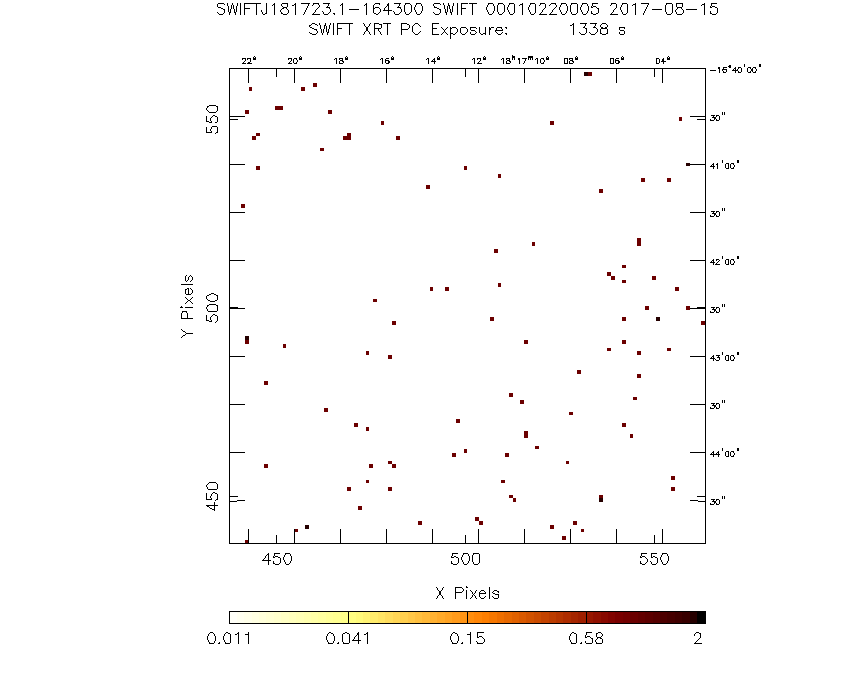 SWIFTJ181723.1-164300 SWIFT 00010220005 2017-08-15
SWIFT XRT PC Exposure: 1338 s
22ˢ 20ˢ 18ˢ 16ˢ 14ˢ 12ˢ 18ʰ17ᵐ10ˢ 08ˢ 06ˢ 04ˢ
-16°40'00"
30"
41'00"
30"
42'00"
30"
43'00"
30"
44'00"
30"
550
500
450
Y Pixels
450 500 550
X Pixels
0.011 0.041 0.15 0.58 2